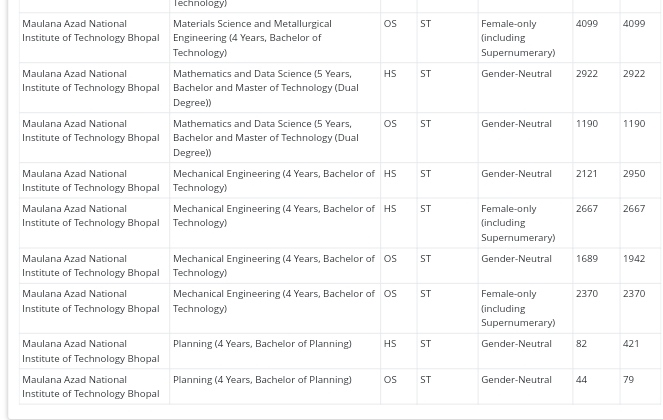 Technology)
Maulana Azad National Institute of Technology Bhopal Materials Science and Metallurgical Engineering (4 Years, Bachelor of Technology) OS ST Female-only (including Supernumerary) 4099 4099
Maulana Azad National Institute of Technology Bhopal Mathematics and Data Science (5 Years, Bachelor and Master of Technology (Dual Degree)) HS ST Gender-Neutral 2922 2922
Maulana Azad National Institute of Technology Bhopal Mathematics and Data Science (5 Years, Bachelor and Master of Technology (Dual Degree)) OS ST Gender-Neutral 1190 1190
Maulana Azad National Institute of Technology Bhopal Mechanical Engineering (4 Years, Bachelor of Technology) HS ST Gender-Neutral 2121 2950
Maulana Azad National Institute of Technology Bhopal Mechanical Engineering (4 Years, Bachelor of Technology) HS ST Female-only (including Supernumerary) 2667 2667
Maulana Azad National Institute of Technology Bhopal Mechanical Engineering (4 Years, Bachelor of Technology) OS ST Gender-Neutral 1689 1942
Maulana Azad National Institute of Technology Bhopal Mechanical Engineering (4 Years, Bachelor of Technology) OS ST Female-only (including Supernumerary) 2370 2370
Maulana Azad National Institute of Technology Bhopal Planning (4 Years, Bachelor of Planning) HS ST Gender-Neutral 82 421
Maulana Azad National Institute of Technology Bhopal Planning (4 Years, Bachelor of Planning) OS ST Gender-Neutral 44 79